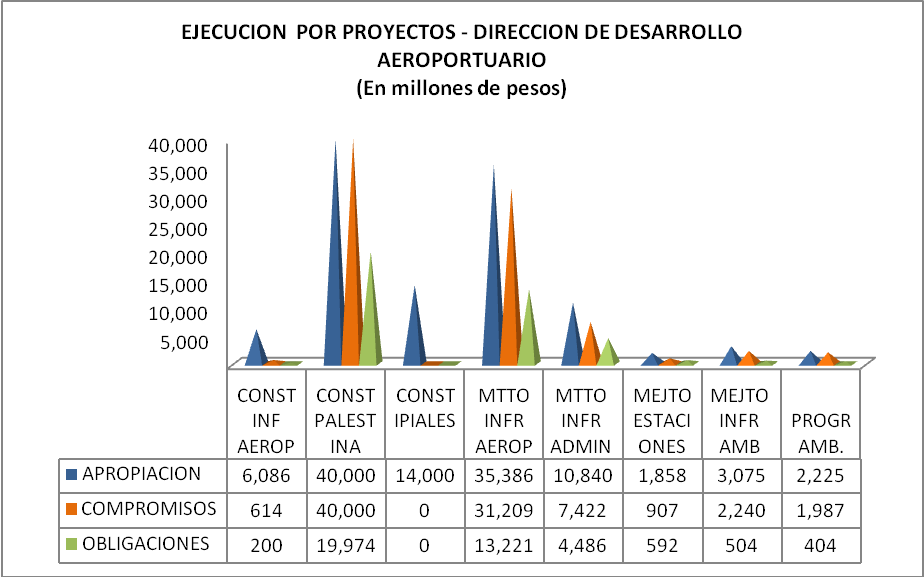 EJECUCION POR PROYECTOS - DIRECCION DE DESARROLLO
AEROPORTUARIO
(En millones de pesos)
40,000
35,000
30,000
25,000
20,000
15,000
10,000
5,000
CONST INF AEROP
CONST PALEST INA
CONST IPIALES
MTTO INFR AEROP
MTTO INFR ADMIN
MEJTO ESTACI ONES
MEJTO INFR AMB
PROGR AMB.
APROPIACION 6,086 40,000 14,000 35,386 10,840 1,858 3,075 2,225
COMPROMISOS 614 40,000 0 31,209 7,422 907 2,240 1,987
OBLIGACIONES 200 19,974 0 13,221 4,486 592 504 404